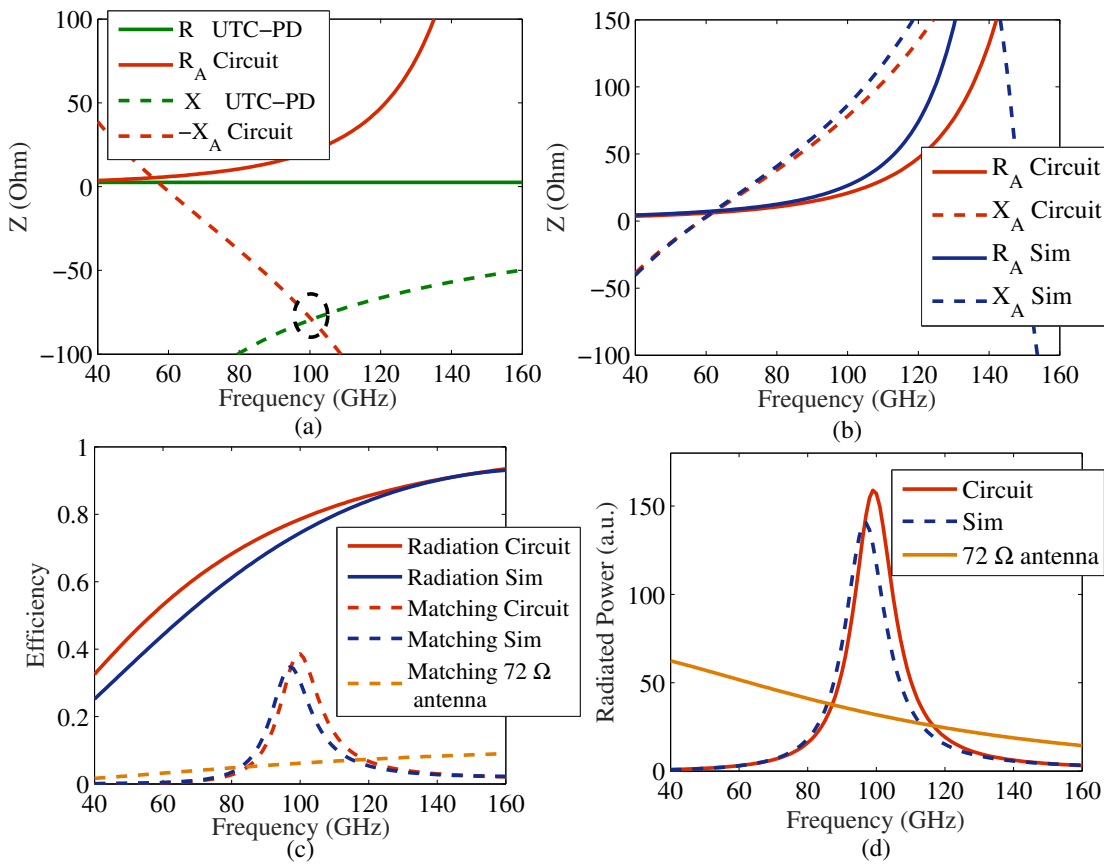 100
50
0
−50
−100
Z (Ohm)
R UTC−PD
R_A Circuit
X UTC−PD
−X_A Circuit
40 60 80 100 120 140 160
Frequency (GHz)
(a)
150
100
50
0
−50
−100
Z (Ohm)
R_A Circuit
X_A Circuit
R_A Sim
X_A Sim
40 60 80 100 120 140 160
Frequency (GHz)
(b)
1
0.8
0.6
0.4
0.2
0
Efficiency
Radiation Circuit
Radiation Sim
Matching Circuit
Matching Sim
Matching 72 Ω
antenna
40 60 80 100 120 140 160
Frequency (GHz)
(c)
150
100
50
0
Radiated Power (a.u.)
Circuit
Sim
72 Ω antenna
40 60 80 100 120 140 160
Frequency (GHz)
(d)